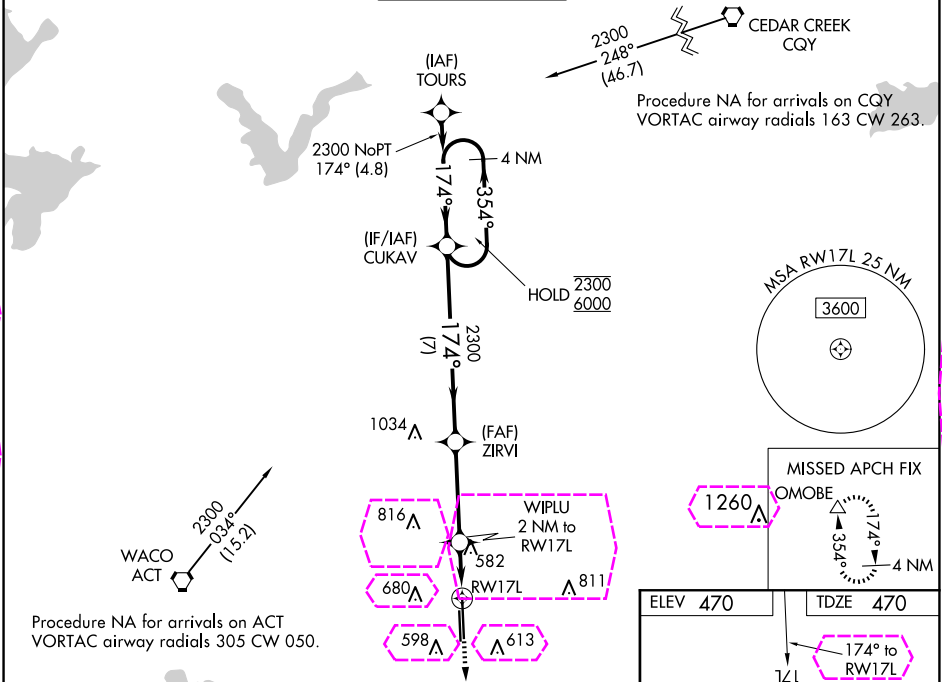 2300
248°
(46.7)
CEDAR CREEK
CQY
Procedure NA for arrivals on CQY
VORTAC airway radials 163 CW 263.
(IAF)
TOURS
2300 NoPT
174° (4.8)
4 NM
174°
354°
(IF/IAF)
CUKAV
HOLD 2300
6000
MSA RW17L 25 NM
3600
2300
174°
(7)
1034
(FAF)
ZIRVI
MISSED APCH FIX
OMOBE
1260
174°
354°
4 NM
2300
034°
(15.2)
WACO
ACT
816
WIPLU
2 NM to
RW17L
582
680
RW17L
811
598
613
Procedure NA for arrivals on ACT
VORTAC airway radials 305 CW 050.
ELEV 470
TDZE 470
174° to
RW17L
17L